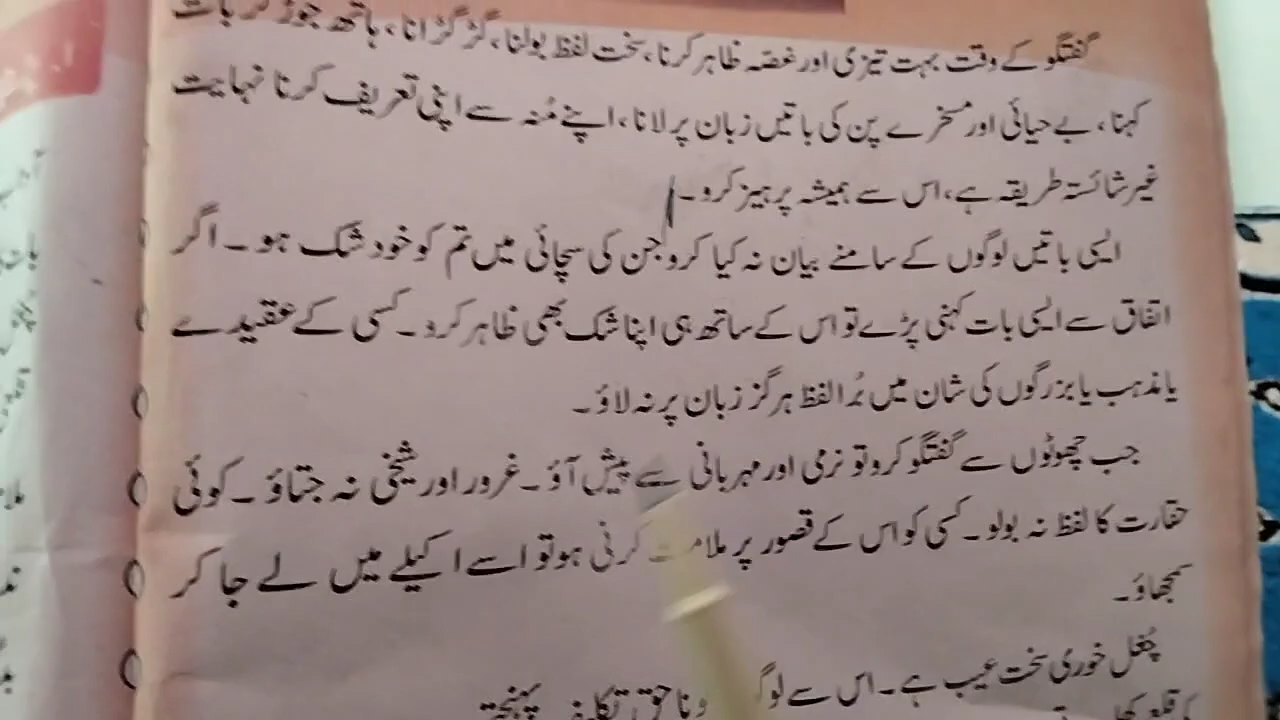 گفتگو کے وقت بہت تیزی اور غصّہ ظاہر کرنا، سخت لفظ بولنا، گڑگڑانا، ہاتھ جوڑ کر بات
کہنا، بے حیائی اور مسخرے پن کی باتیں زبان پر لانا، اپنے مُنہ سے اپنی تعریف کرنا نہایت
غیر شائستہ طریقہ ہے، اس سے ہمیشہ پرہیز کرو۔
ایسی باتیں لوگوں کے سامنے بیان نہ کیا کرو جن کی سچائی میں تم کو خود شک ہو۔ اگر
اتفاق سے ایسی بات کہنی پڑے تو اس کے ساتھ ہی اپنا شک بھی ظاہر کرو۔ کسی کے عقیدے
یا مذہب یا بزرگوں کی شان میں بُرا لفظ ہرگز زبان پر نہ لاؤ۔
جب چھوٹوں سے گفتگو کرو تو نرمی اور مہربانی سے پیش آؤ۔ غرور اور شیخی نہ جتاؤ۔ کوئی
حقارت کا لفظ نہ بولو۔ کسی کو اس کے قصور پر ملامت کرنی ہو تو اسے اکیلے میں لے جا کر
سمجھاؤ۔
چُغل خوری سخت عیب ہے۔ اس سے ناحق